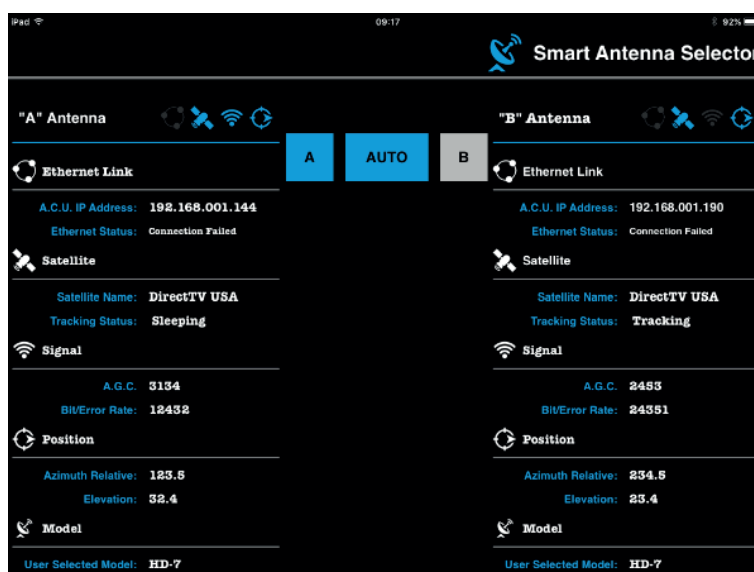 iPad 09:17 92%
Smart Antenna Selector
"A" Antenna
Ethernet Link
A.C.U. IP Address: 192.168.001.144
Ethernet Status: Connection Failed
Satellite
Satellite Name: DirectTV USA
Tracking Status: Sleeping
Signal
A.G.C. 3134
Bit/Error Rate: 12432
Position
Azimuth Relative: 123.5
Elevation: 32.4
Model
User Selected Model: HD-7
A AUTO B
"B" Antenna
Ethernet Link
A.C.U. IP Address: 192.168.001.190
Ethernet Status: Connection Failed
Satellite
Satellite Name: DirectTV USA
Tracking Status: Tracking
Signal
A.G.C. 2453
Bit/Error Rate: 24351
Position
Azimuth Relative: 234.5
Elevation: 23.4
Model
User Selected Model: HD-7